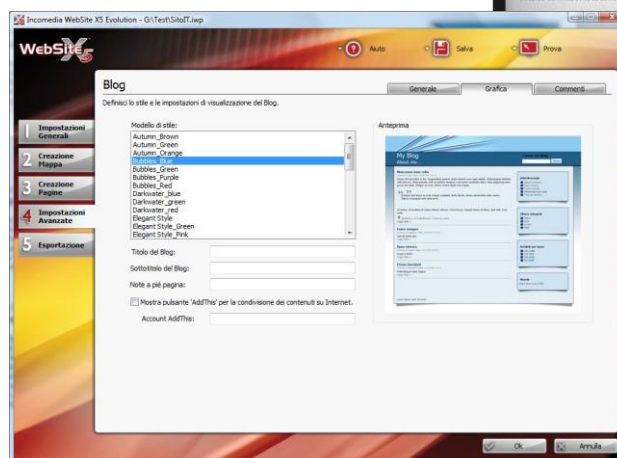 Incomedia WebSite X5 Evolution - G:\Test\SitoIT.iwp
WebSite X5
Aiuto
Salva
Prova
Blog
Generale
Grafica
Commenti
Definisci lo stile e le impostazioni di visualizzazione del Blog.
1 Impostazioni Generali
2 Creazione Mappa
3 Creazione Pagine
4 Impostazioni Avanzate
5 Esportazione
Modello di stile:
Autumn_Brown
Autumn_Green
Autumn_Orange
Bubbles_Blue
Bubbles_Green
Bubbles_Purple
Bubbles_Red
Darkwater_blue
Darkwater_green
Darkwater_red
Elegant Style
Elegant Style_Green
Elegant Style_Pink
Titolo del Blog:
Sottotitolo del Blog:
Note a piè pagina:
Mostra pulsante 'AddThis' per la condivisione dei contenuti su Internet.
Account AddThis:
Anteprima
My Blog
About me...
Ok
Annulla